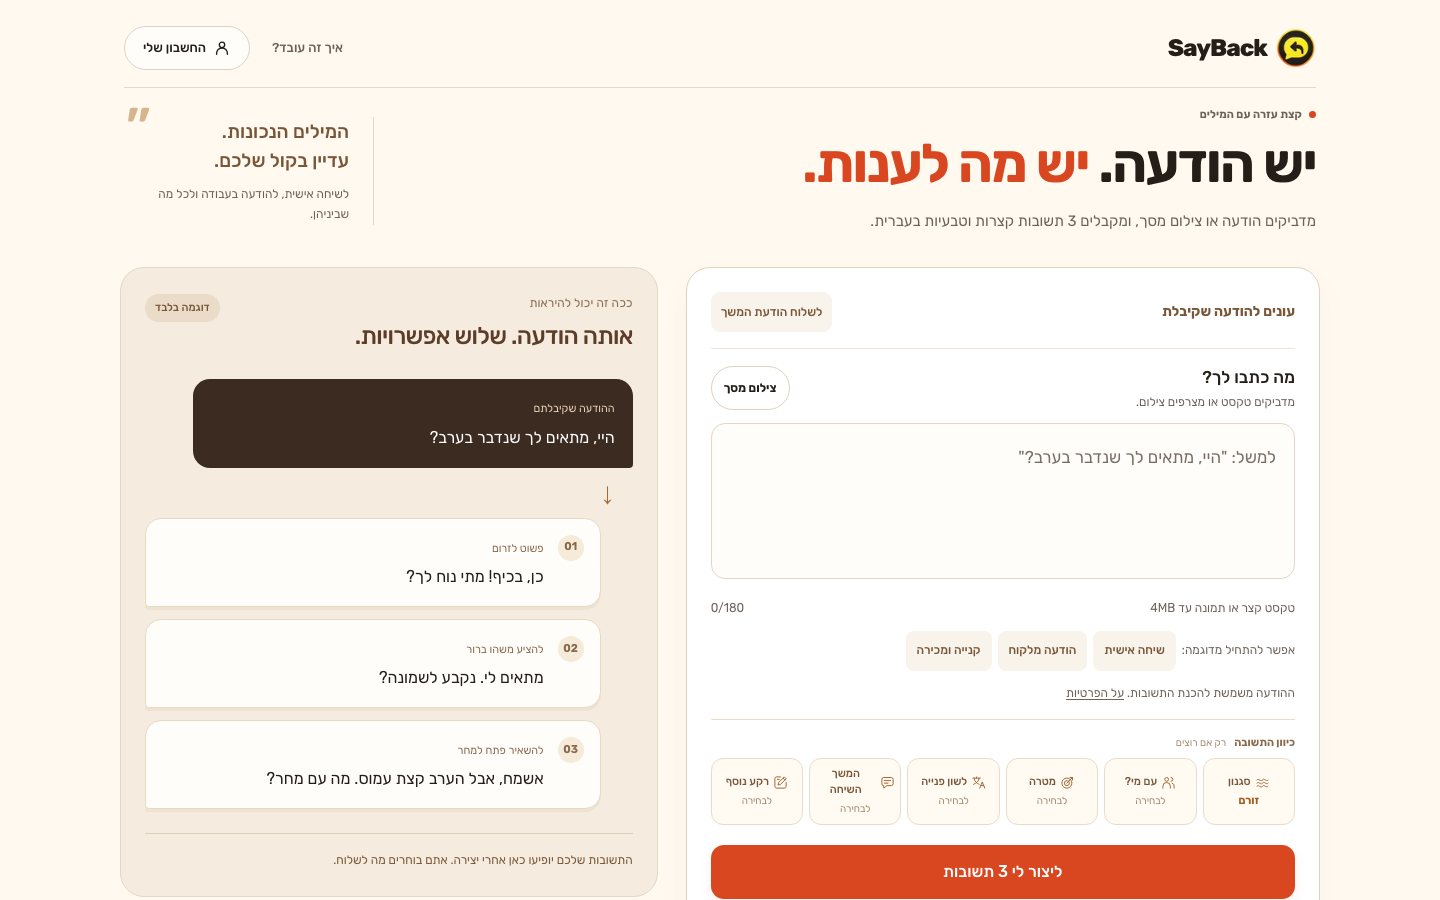 SayBack
איך זה עובד?
החשבון שלי
קצת עזרה עם המילים
יש הודעה. יש מה לענות.
מדביקים הודעה או צילום מסך, ומקבלים 3 תשובות קצרות וטבעיות בעברית.
"
המילים הנכונות.
עדיין בקול שלכם.
לשיחה אישית, להודעה בעבודה ולכל מה
שביניהן.
עונים להודעה שקיבלת
לשלוח הודעת המשך
מה כתבו לך?
מדביקים טקסט או מצרפים צילום.
צילום מסך
למשל: "היי, מתאים לך שנדבר בערב?"
טקסט קצר או תמונה עד 4MB
0/180
אפשר להתחיל מדוגמה:
שיחה אישית
הודעה מלקוח
קנייה ומכירה
ההודעה משמשת להכנת התשובות. על הפרטיות
כיוון התשובה רק אם רוצים
סגנון
זורם
עם מי?
לבחירה
מטרה
לבחירה
לשון פנייה
לבחירה
המשך
השיחה
לבחירה
רקע נוסף
לבחירה
ליצור לי 3 תשובות
ככה זה יכול להיראות
דוגמה בלבד
אותה הודעה. שלוש אפשרויות.
ההודעה שקיבלתם
היי, מתאים לך שנדבר בערב?
↓
01
פשוט לזרום
כן, בכיף! מתי נוח לך?
02
להציע משהו ברור
מתאים לי. נקבע לשמונה?
03
להשאיר פתח למחר
אשמח, אבל הערב קצת עמוס. מה עם מחר?
התשובות שלכם יופיעו כאן אחרי יצירה. אתם בוחרים מה לשלוח.